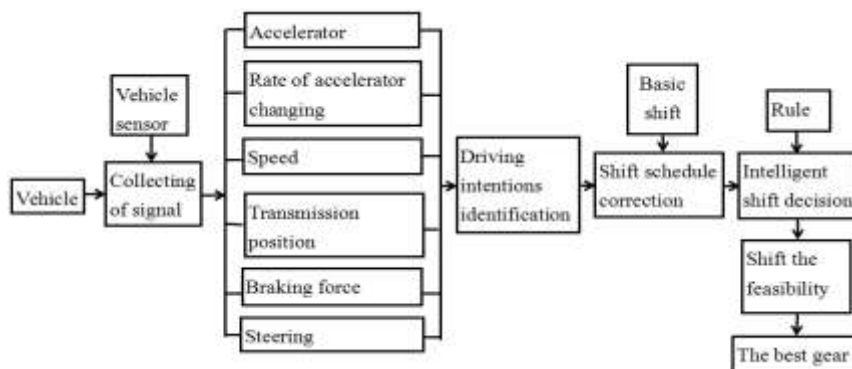 Accelerator
Rate of accelerator
changing
Speed
Transmission
position
Braking force
Steering
Vehicle
sensor
Vehicle
Collecting
of signal
Driving
intentions
identification
Basic
shift
Shift schedule
correction
Rule
Intelligent
shift decision
Shift the
feasibility
The best gear